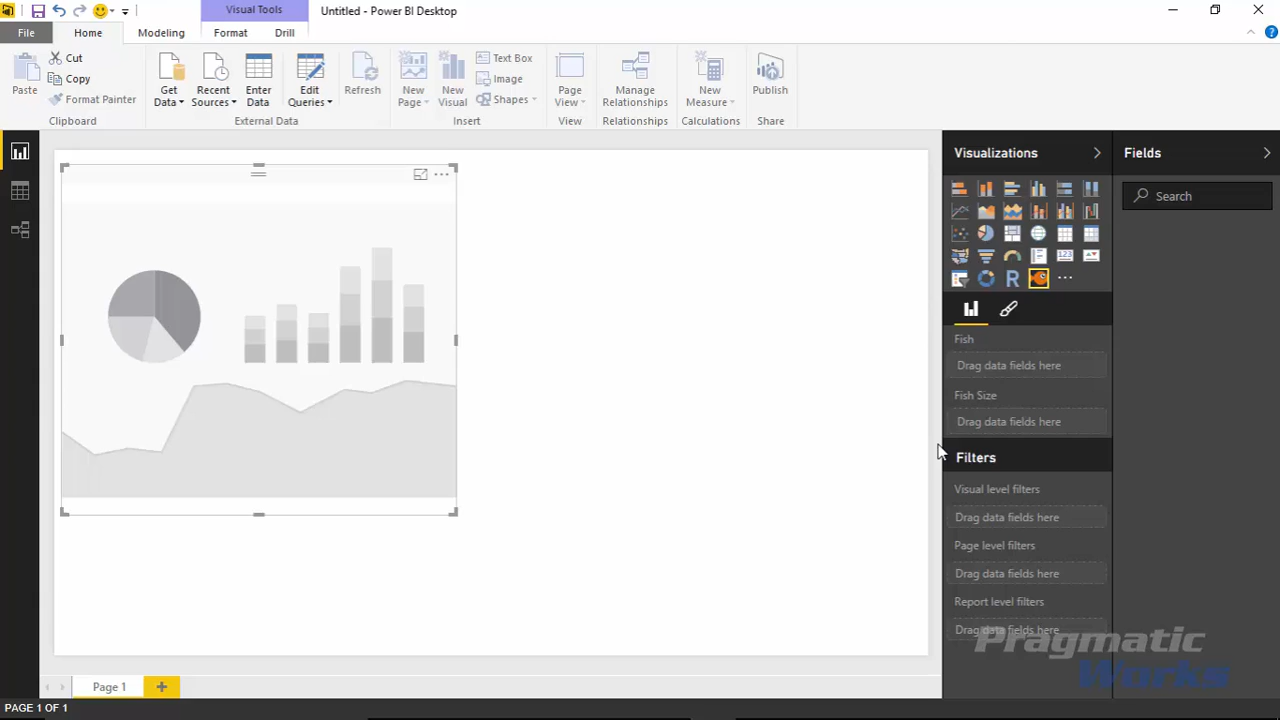 Visual Tools
Untitled - Power BI Desktop
File
Home
Modeling
Format
Drill
Paste
Cut
Copy
Format Painter
Clipboard
Get Data
Recent Sources
Enter Data
Edit Queries
External Data
Refresh
New Page
New Visual
Text Box
Image
Shapes
Insert
Page View
View
Manage Relationships
Relationships
New Measure
Calculations
Publish
Share
Visualizations
Fish
Drag data fields here
Fish Size
Drag data fields here
Filters
Visual level filters
Drag data fields here
Page level filters
Drag data fields here
Report level filters
Drag data fields here
Fields
Search
R
123
Pragmatic
Works
Page 1
PAGE 1 OF 1